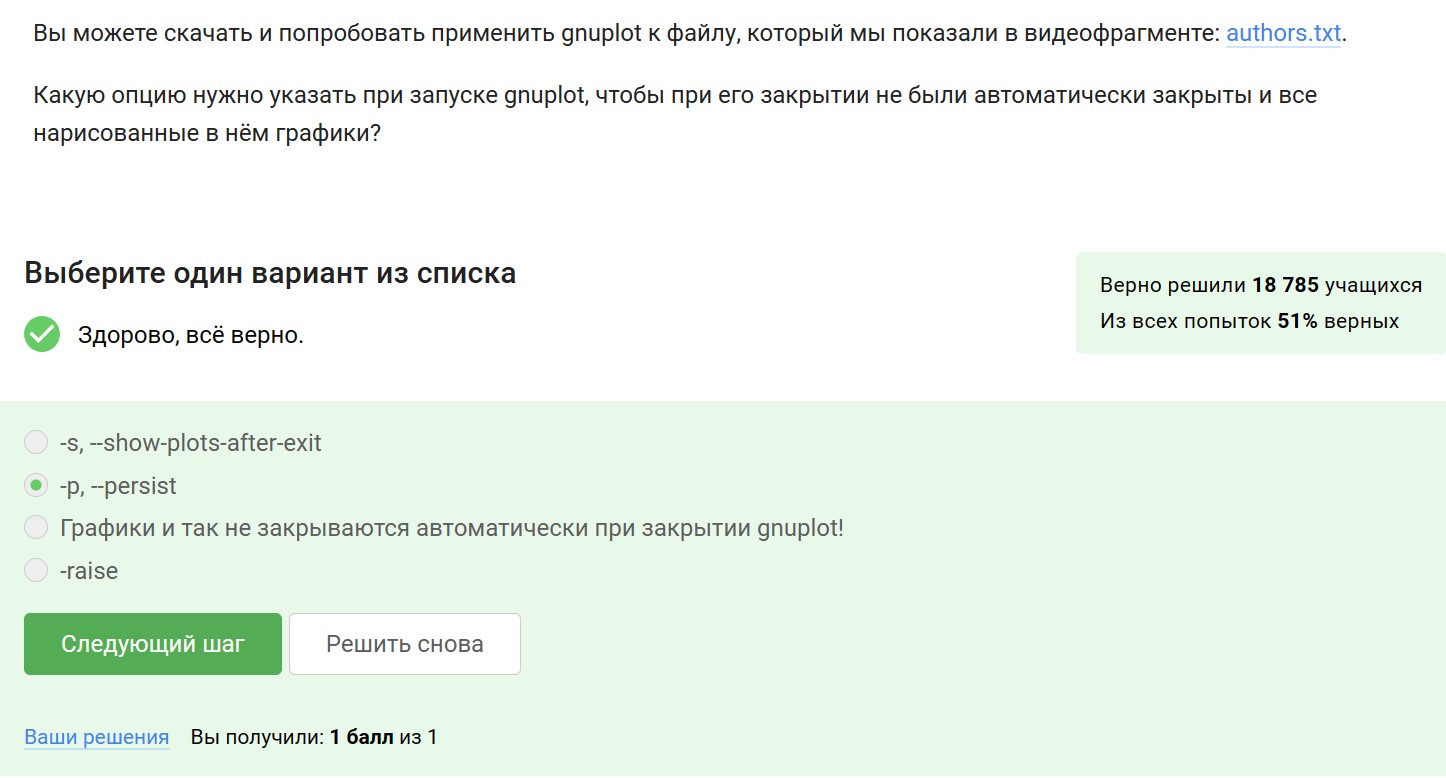 Вы можете скачать и попробовать применить gnuplot к файлу, который мы показали в видеофрагменте: authors.txt.
Какую опцию нужно указать при запуске gnuplot, чтобы при его закрытии не были автоматически закрыты и все
нарисованные в нём графики?
Выберите один вариант из списка
Здорово, всё верно.
Верно решили 18 785 учащихся
Из всех попыток 51% верных
-s, --show-plots-after-exit
-p, --persist
Графики и так не закрываются автоматически при закрытии gnuplot!
-raise
Следующий шаг
Решить снова
Ваши решения Вы получили: 1 балл из 1